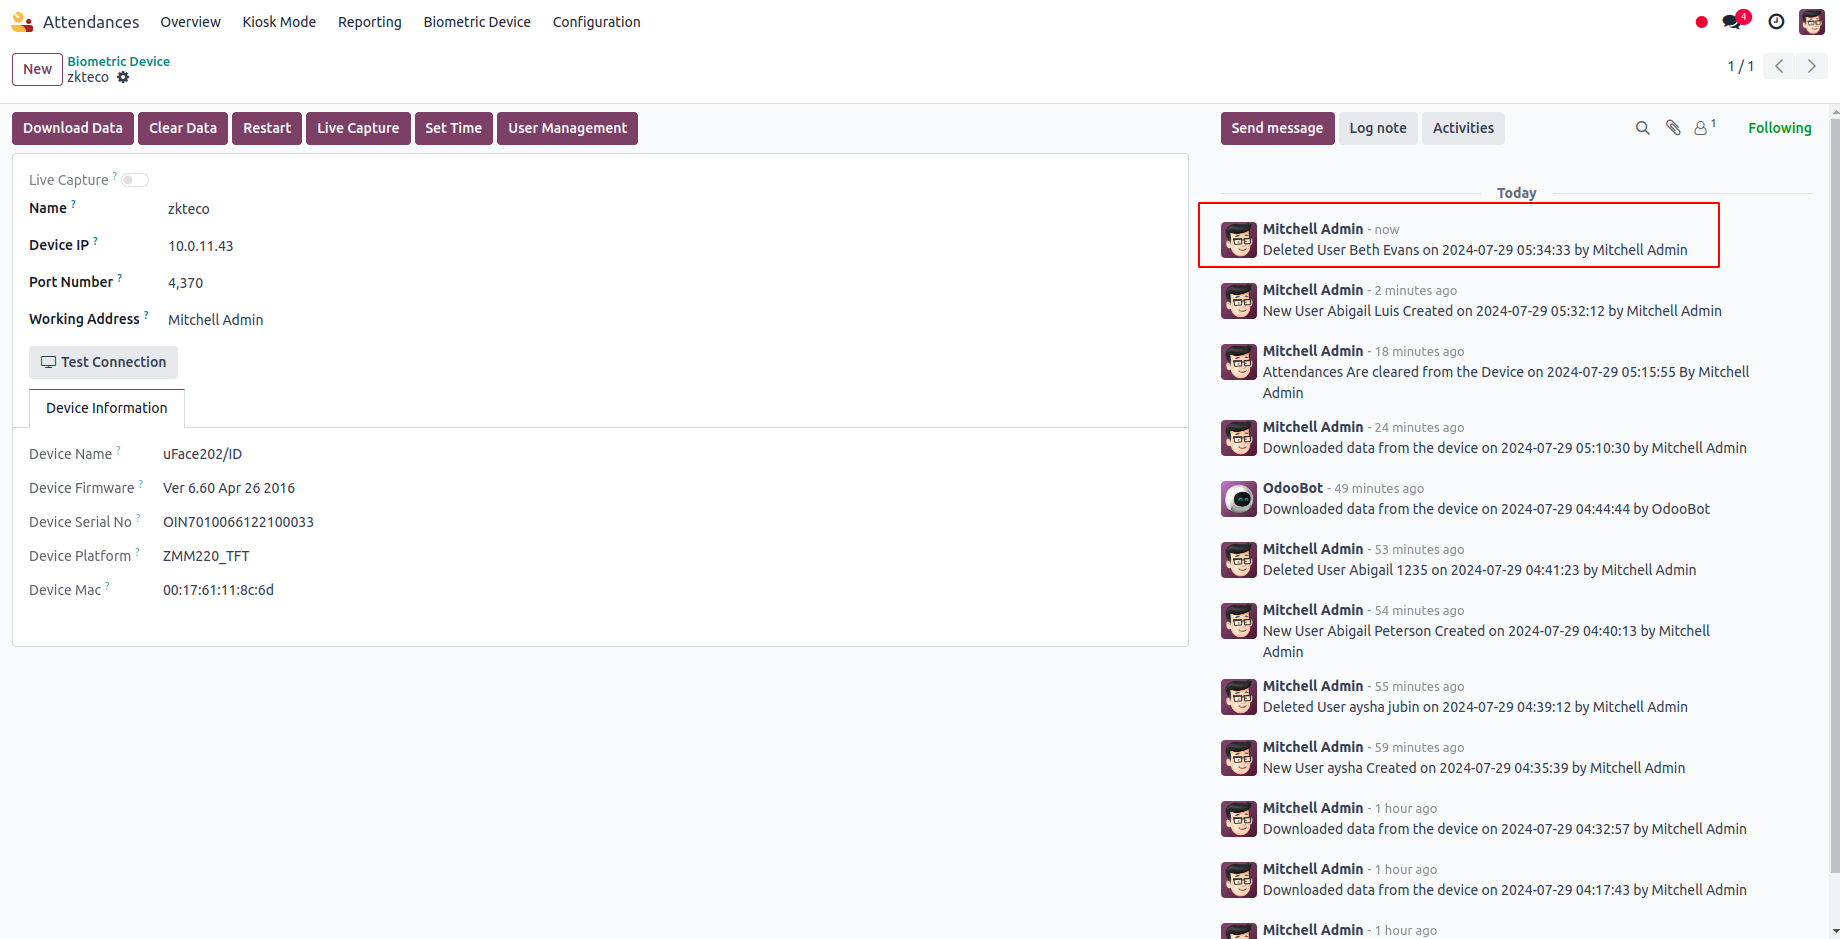 Attendances Overview Kiosk Mode Reporting Biometric Device Configuration 4
New
Biometric Device
zkteco
1 / 1
Download Data Clear Data Restart Live Capture Set Time User Management
Send message Log note Activities 1 Following
Live Capture ?
Name ? zkteco
Device IP ? 10.0.11.43
Port Number ? 4,370
Working Address ? Mitchell Admin
Test Connection
Device Information
Device Name ? uFace202/ID
Device Firmware ? Ver 6.60 Apr 26 2016
Device Serial No ? OIN7010066122100033
Device Platform ? ZMM220_TFT
Device Mac ? 00:17:61:11:8c:6d
Today
Mitchell Admin - now
Deleted User Beth Evans on 2024-07-29 05:34:33 by Mitchell Admin
Mitchell Admin - 2 minutes ago
New User Abigail Luis Created on 2024-07-29 05:32:12 by Mitchell Admin
Mitchell Admin - 18 minutes ago
Attendances Are cleared from the Device on 2024-07-29 05:15:55 By Mitchell
Admin
Mitchell Admin - 24 minutes ago
Downloaded data from the device on 2024-07-29 05:10:30 by Mitchell Admin
OdooBot - 49 minutes ago
Downloaded data from the device on 2024-07-29 04:44:44 by OdooBot
Mitchell Admin - 53 minutes ago
Deleted User Abigail 1235 on 2024-07-29 04:41:23 by Mitchell Admin
Mitchell Admin - 54 minutes ago
New User Abigail Peterson Created on 2024-07-29 04:40:13 by Mitchell
Admin
Mitchell Admin - 55 minutes ago
Deleted User aysha jubin on 2024-07-29 04:39:12 by Mitchell Admin
Mitchell Admin - 59 minutes ago
New User aysha Created on 2024-07-29 04:35:39 by Mitchell Admin
Mitchell Admin - 1 hour ago
Downloaded data from the device on 2024-07-29 04:32:57 by Mitchell Admin
Mitchell Admin - 1 hour ago
Downloaded data from the device on 2024-07-29 04:17:43 by Mitchell Admin
Mitchell Admin - 1 hour ago